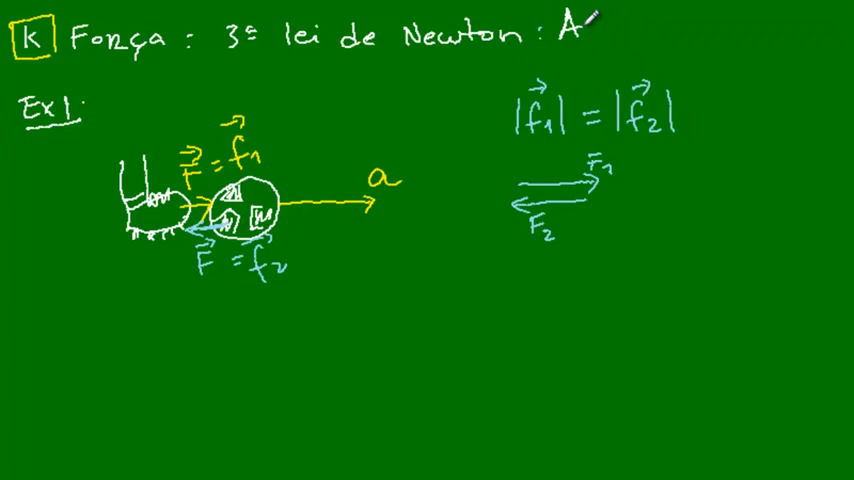 K Força : 3ª lei de Newton : A
Ex1:
|f⃗1| = |f⃗2|
F⃗ = f⃗1
a
F1
F2
F⃗ = f⃗2